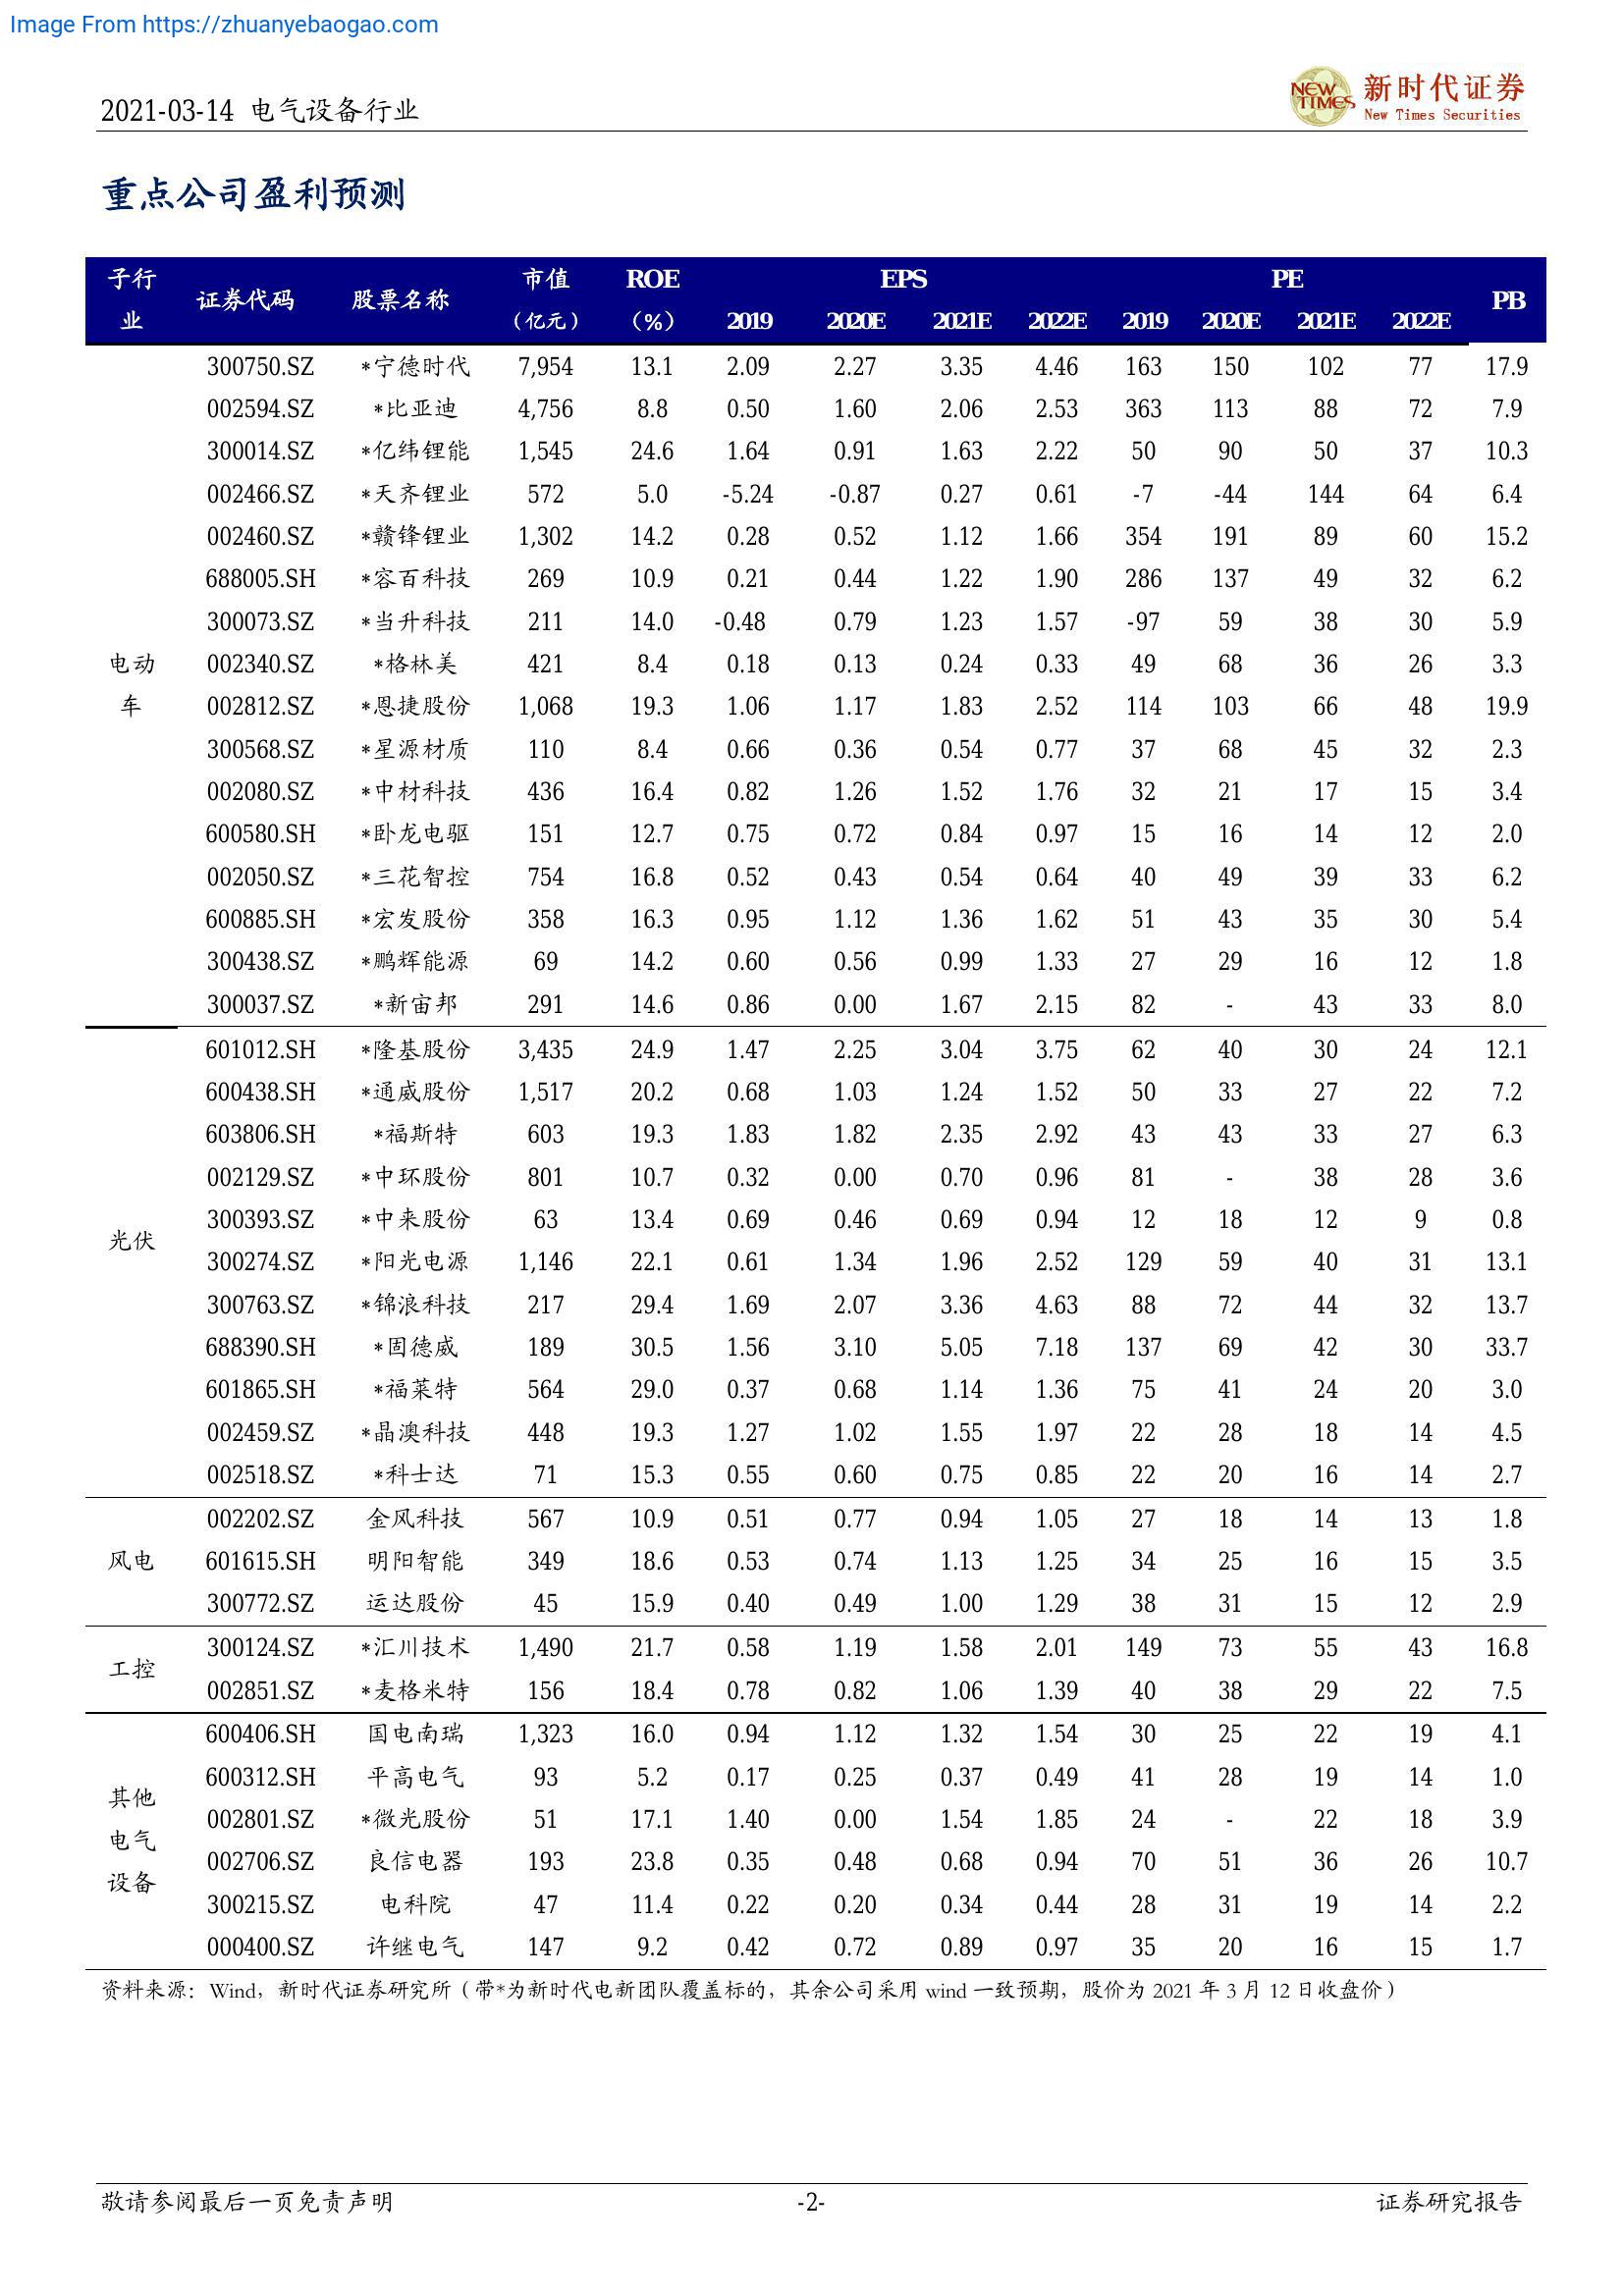 Image From https://zhuanyebaogao.com
2021-03-14 电气设备行业
NEW TIMES 新时代证券
New Times Securities
重点公司盈利预测
子行业 证券代码 股票名称 市值（亿元） ROE（%） EPS PE PB
2019 2020E 2021E 2022E 2019 2020E 2021E 2022E
电动车
300750.SZ *宁德时代 7,954 13.1 2.09 2.27 3.35 4.46 163 150 102 77 17.9
002594.SZ *比亚迪 4,756 8.8 0.50 1.60 2.06 2.53 363 113 88 72 7.9
300014.SZ *亿纬锂能 1,545 24.6 1.64 0.91 1.63 2.22 50 90 50 37 10.3
002466.SZ *天齐锂业 572 5.0 -5.24 -0.87 0.27 0.61 -7 -44 144 64 6.4
002460.SZ *赣锋锂业 1,302 14.2 0.28 0.52 1.12 1.66 354 191 89 60 15.2
688005.SH *容百科技 269 10.9 0.21 0.44 1.22 1.90 286 137 49 32 6.2
300073.SZ *当升科技 211 14.0 -0.48 0.79 1.23 1.57 -97 59 38 30 5.9
002340.SZ *格林美 421 8.4 0.18 0.13 0.24 0.33 49 68 36 26 3.3
002812.SZ *恩捷股份 1,068 19.3 1.06 1.17 1.83 2.52 114 103 66 48 19.9
300568.SZ *星源材质 110 8.4 0.66 0.36 0.54 0.77 37 68 45 32 2.3
002080.SZ *中材科技 436 16.4 0.82 1.26 1.52 1.76 32 21 17 15 3.4
600580.SH *卧龙电驱 151 12.7 0.75 0.72 0.84 0.97 15 16 14 12 2.0
002050.SZ *三花智控 754 16.8 0.52 0.43 0.54 0.64 40 49 39 33 6.2
600885.SH *宏发股份 358 16.3 0.95 1.12 1.36 1.62 51 43 35 30 5.4
300438.SZ *鹏辉能源 69 14.2 0.60 0.56 0.99 1.33 27 29 16 12 1.8
300037.SZ *新宙邦 291 14.6 0.86 0.00 1.67 2.15 82 - 43 33 8.0
光伏
601012.SH *隆基股份 3,435 24.9 1.47 2.25 3.04 3.75 62 40 30 24 12.1
600438.SH *通威股份 1,517 20.2 0.68 1.03 1.24 1.52 50 33 27 22 7.2
603806.SH *福斯特 603 19.3 1.83 1.82 2.35 2.92 43 43 33 27 6.3
002129.SZ *中环股份 801 10.7 0.32 0.00 0.70 0.96 81 - 38 28 3.6
300393.SZ *中来股份 63 13.4 0.69 0.46 0.69 0.94 12 18 12 9 0.8
300274.SZ *阳光电源 1,146 22.1 0.61 1.34 1.96 2.52 129 59 40 31 13.1
300763.SZ *锦浪科技 217 29.4 1.69 2.07 3.36 4.63 88 72 44 32 13.7
688390.SH *固德威 189 30.5 1.56 3.10 5.05 7.18 137 69 42 30 33.7
601865.SH *福莱特 564 29.0 0.37 0.68 1.14 1.36 75 41 24 20 3.0
002459.SZ *晶澳科技 448 19.3 1.27 1.02 1.55 1.97 22 28 18 14 4.5
002518.SZ *科士达 71 15.3 0.55 0.60 0.75 0.85 22 20 16 14 2.7
风电
002202.SZ 金风科技 567 10.9 0.51 0.77 0.94 1.05 27 18 14 13 1.8
601615.SH 明阳智能 349 18.6 0.53 0.74 1.13 1.25 34 25 16 15 3.5
300772.SZ 运达股份 45 15.9 0.40 0.49 1.00 1.29 38 31 15 12 2.9
工控
300124.SZ *汇川技术 1,490 21.7 0.58 1.19 1.58 2.01 149 73 55 43 16.8
002851.SZ *麦格米特 156 18.4 0.78 0.82 1.06 1.39 40 38 29 22 7.5
其他电气设备
600406.SH 国电南瑞 1,323 16.0 0.94 1.12 1.32 1.54 30 25 22 19 4.1
600312.SH 平高电气 93 5.2 0.17 0.25 0.37 0.49 41 28 19 14 1.0
002801.SZ *微光股份 51 17.1 1.40 0.00 1.54 1.85 24 - 22 18 3.9
002706.SZ 良信电器 193 23.8 0.35 0.48 0.68 0.94 70 51 36 26 10.7
300215.SZ 电科院 47 11.4 0.22 0.20 0.34 0.44 28 31 19 14 2.2
000400.SZ 许继电气 147 9.2 0.42 0.72 0.89 0.97 35 20 16 15 1.7
资料来源：Wind，新时代证券研究所（带*为新时代电新团队覆盖标的，其余公司采用 wind 一致预期，股价为 2021 年 3 月 12 日收盘价）
敬请参阅最后一页免责声明 -2- 证券研究报告